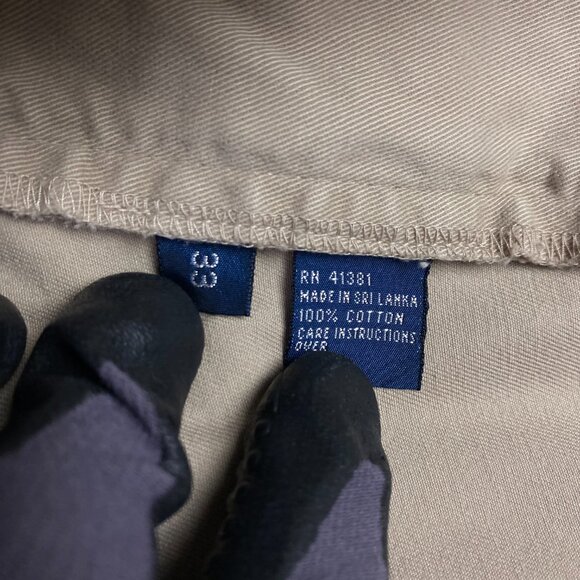 33
RN 41381
MADE IN SRI LANKA
100% COTTON
CARE INSTRUCTIONS
OVER